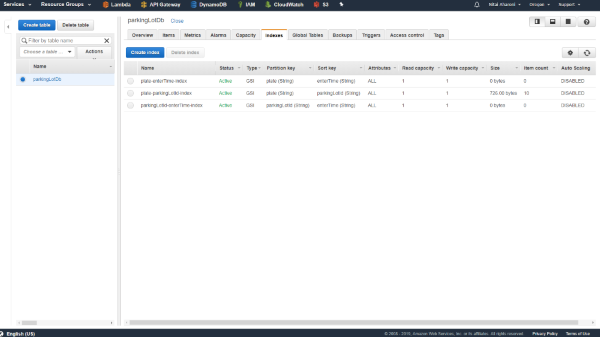 Services Resource Groups Lambda API Gateway DynamoDB IAM CloudWatch S3 Oregon Support
Create table Delete table
Filter by table name
Choose a table ... Actions
Name
parkingLotDb
parkingLotDb Close
Overview Items Metrics Alarms Capacity Indexes Global Tables Backups Triggers Access control Tags
Create index Delete index
Name Status Type Partition key Sort key Attributes Read capacity Write capacity Size Item count Auto Scaling
plate-enterTime-index Active GSI plate (String) enterTime (String) ALL 1 1 0 bytes 0 DISABLED
plate-parkingLotId-index Active GSI plate (String) parkingLotId (String) ALL 1 1 726.00 bytes 10 DISABLED
parkingLotId-enterTime-index Active GSI parkingLotId (String) enterTime (String) ALL 1 1 0 bytes 0 DISABLED
English (US) Amazon Web Services, Inc. or its affiliates. All rights reserved. Privacy Policy Terms of Use